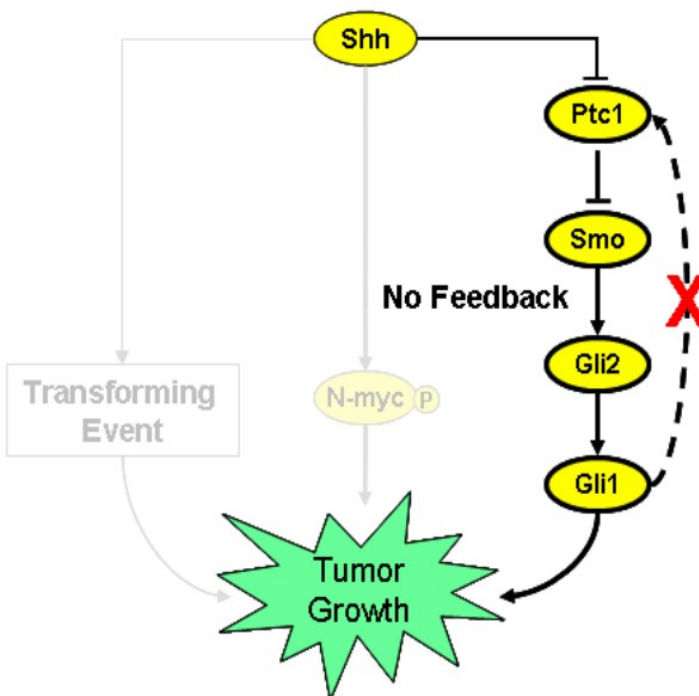 Shh
Ptc1
Smo
No Feedback
X
Gli2
Transforming
Event
N-myc P
Gli1
Tumor
Growth